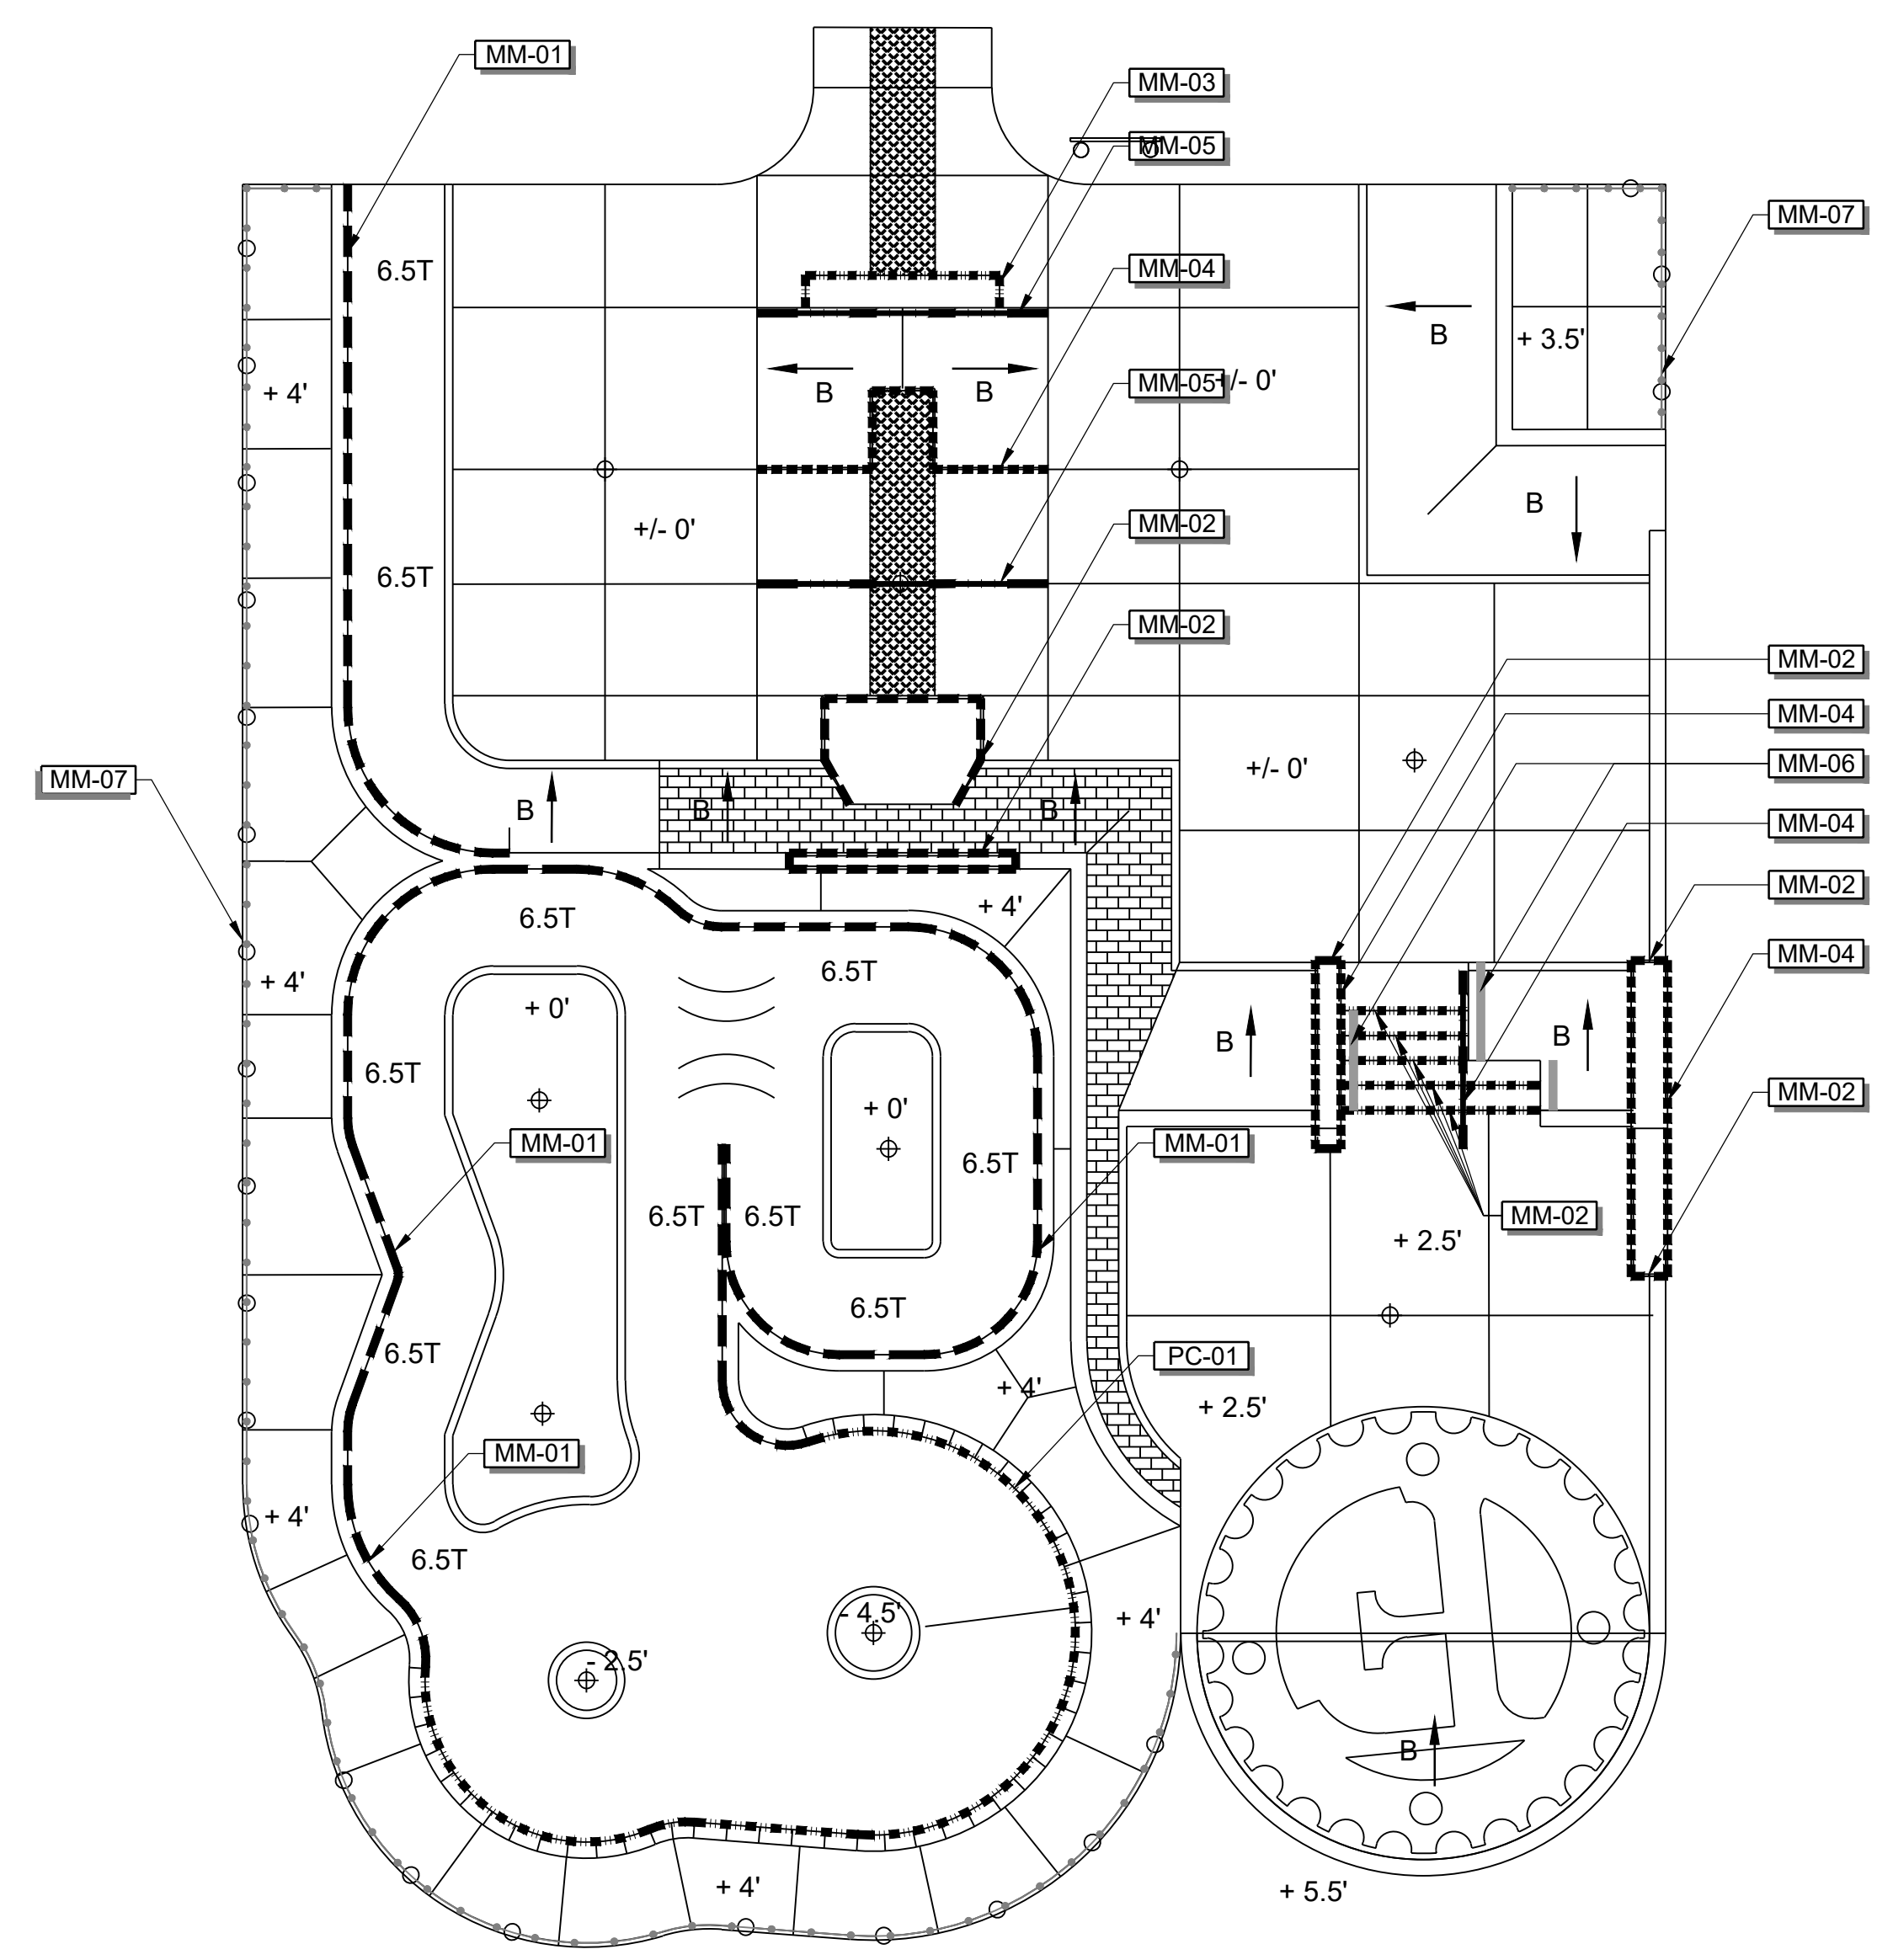 MM-01
MM-03
MM-05
MM-07
6.5T
MM-04
B
+ 3.5'
+ 4'
B
B
MM-05
+/- 0'
B
MM-02
+/- 0'
6.5T
MM-02
MM-02
MM-04
MM-06
+/- 0'
MM-07
B
B
B
MM-04
MM-02
+ 4'
6.5T
MM-04
6.5T
+ 4'
+ 0'
B
B
6.5T
MM-02
+ 0'
MM-01
MM-01
6.5T
6.5T
6.5T
MM-02
+ 2.5'
6.5T
6.5T
PC-01
+ 4'
+ 2.5'
MM-01
+ 4'
6.5T
- 4.5'
+ 4'
- 2.5'
B
+ 4'
+ 5.5'